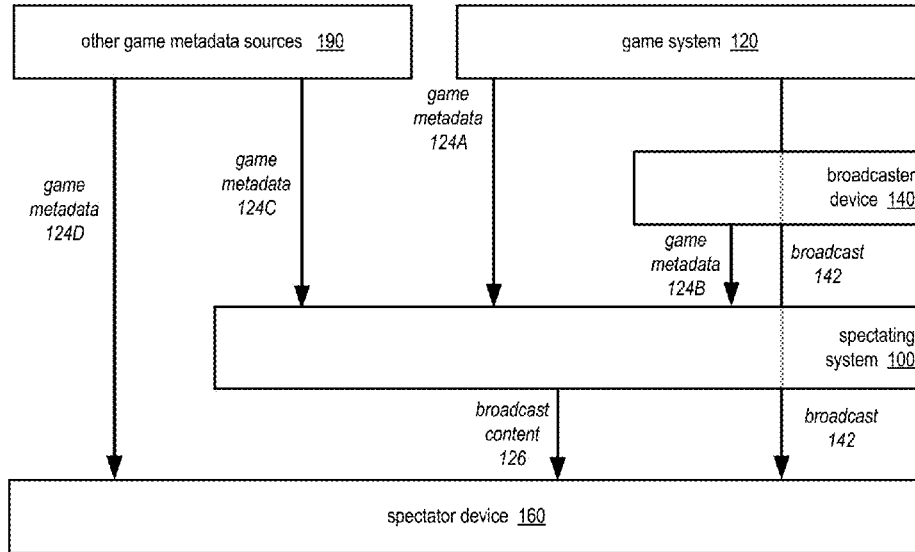 other game metadata sources 190
game system 120
game
metadata
124A
game
metadata
124C
game
metadata
124D
broadcaster
device 140
game
metadata
124B
broadcast
142
spectating
system 100
broadcast
content
126
broadcast
142
spectator device 160